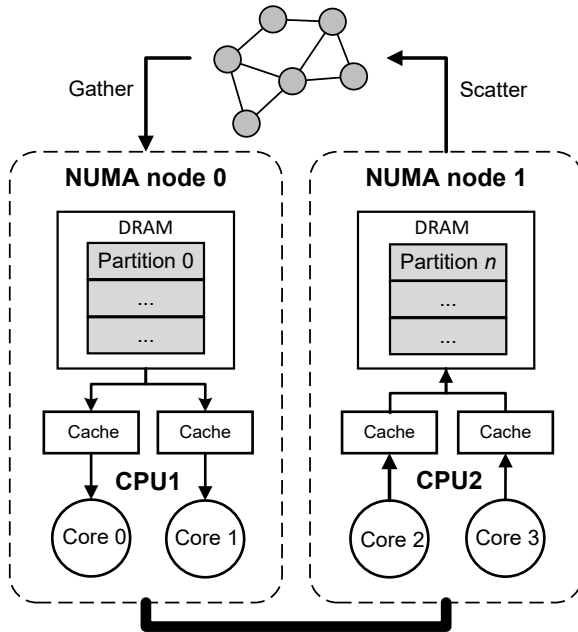 Gather
Scatter
NUMA node 0
DRAM
Partition 0
...
...
Cache
Cache
CPU1
Core 0
Core 1
NUMA node 1
DRAM
Partition n
...
...
Cache
Cache
CPU2
Core 2
Core 3